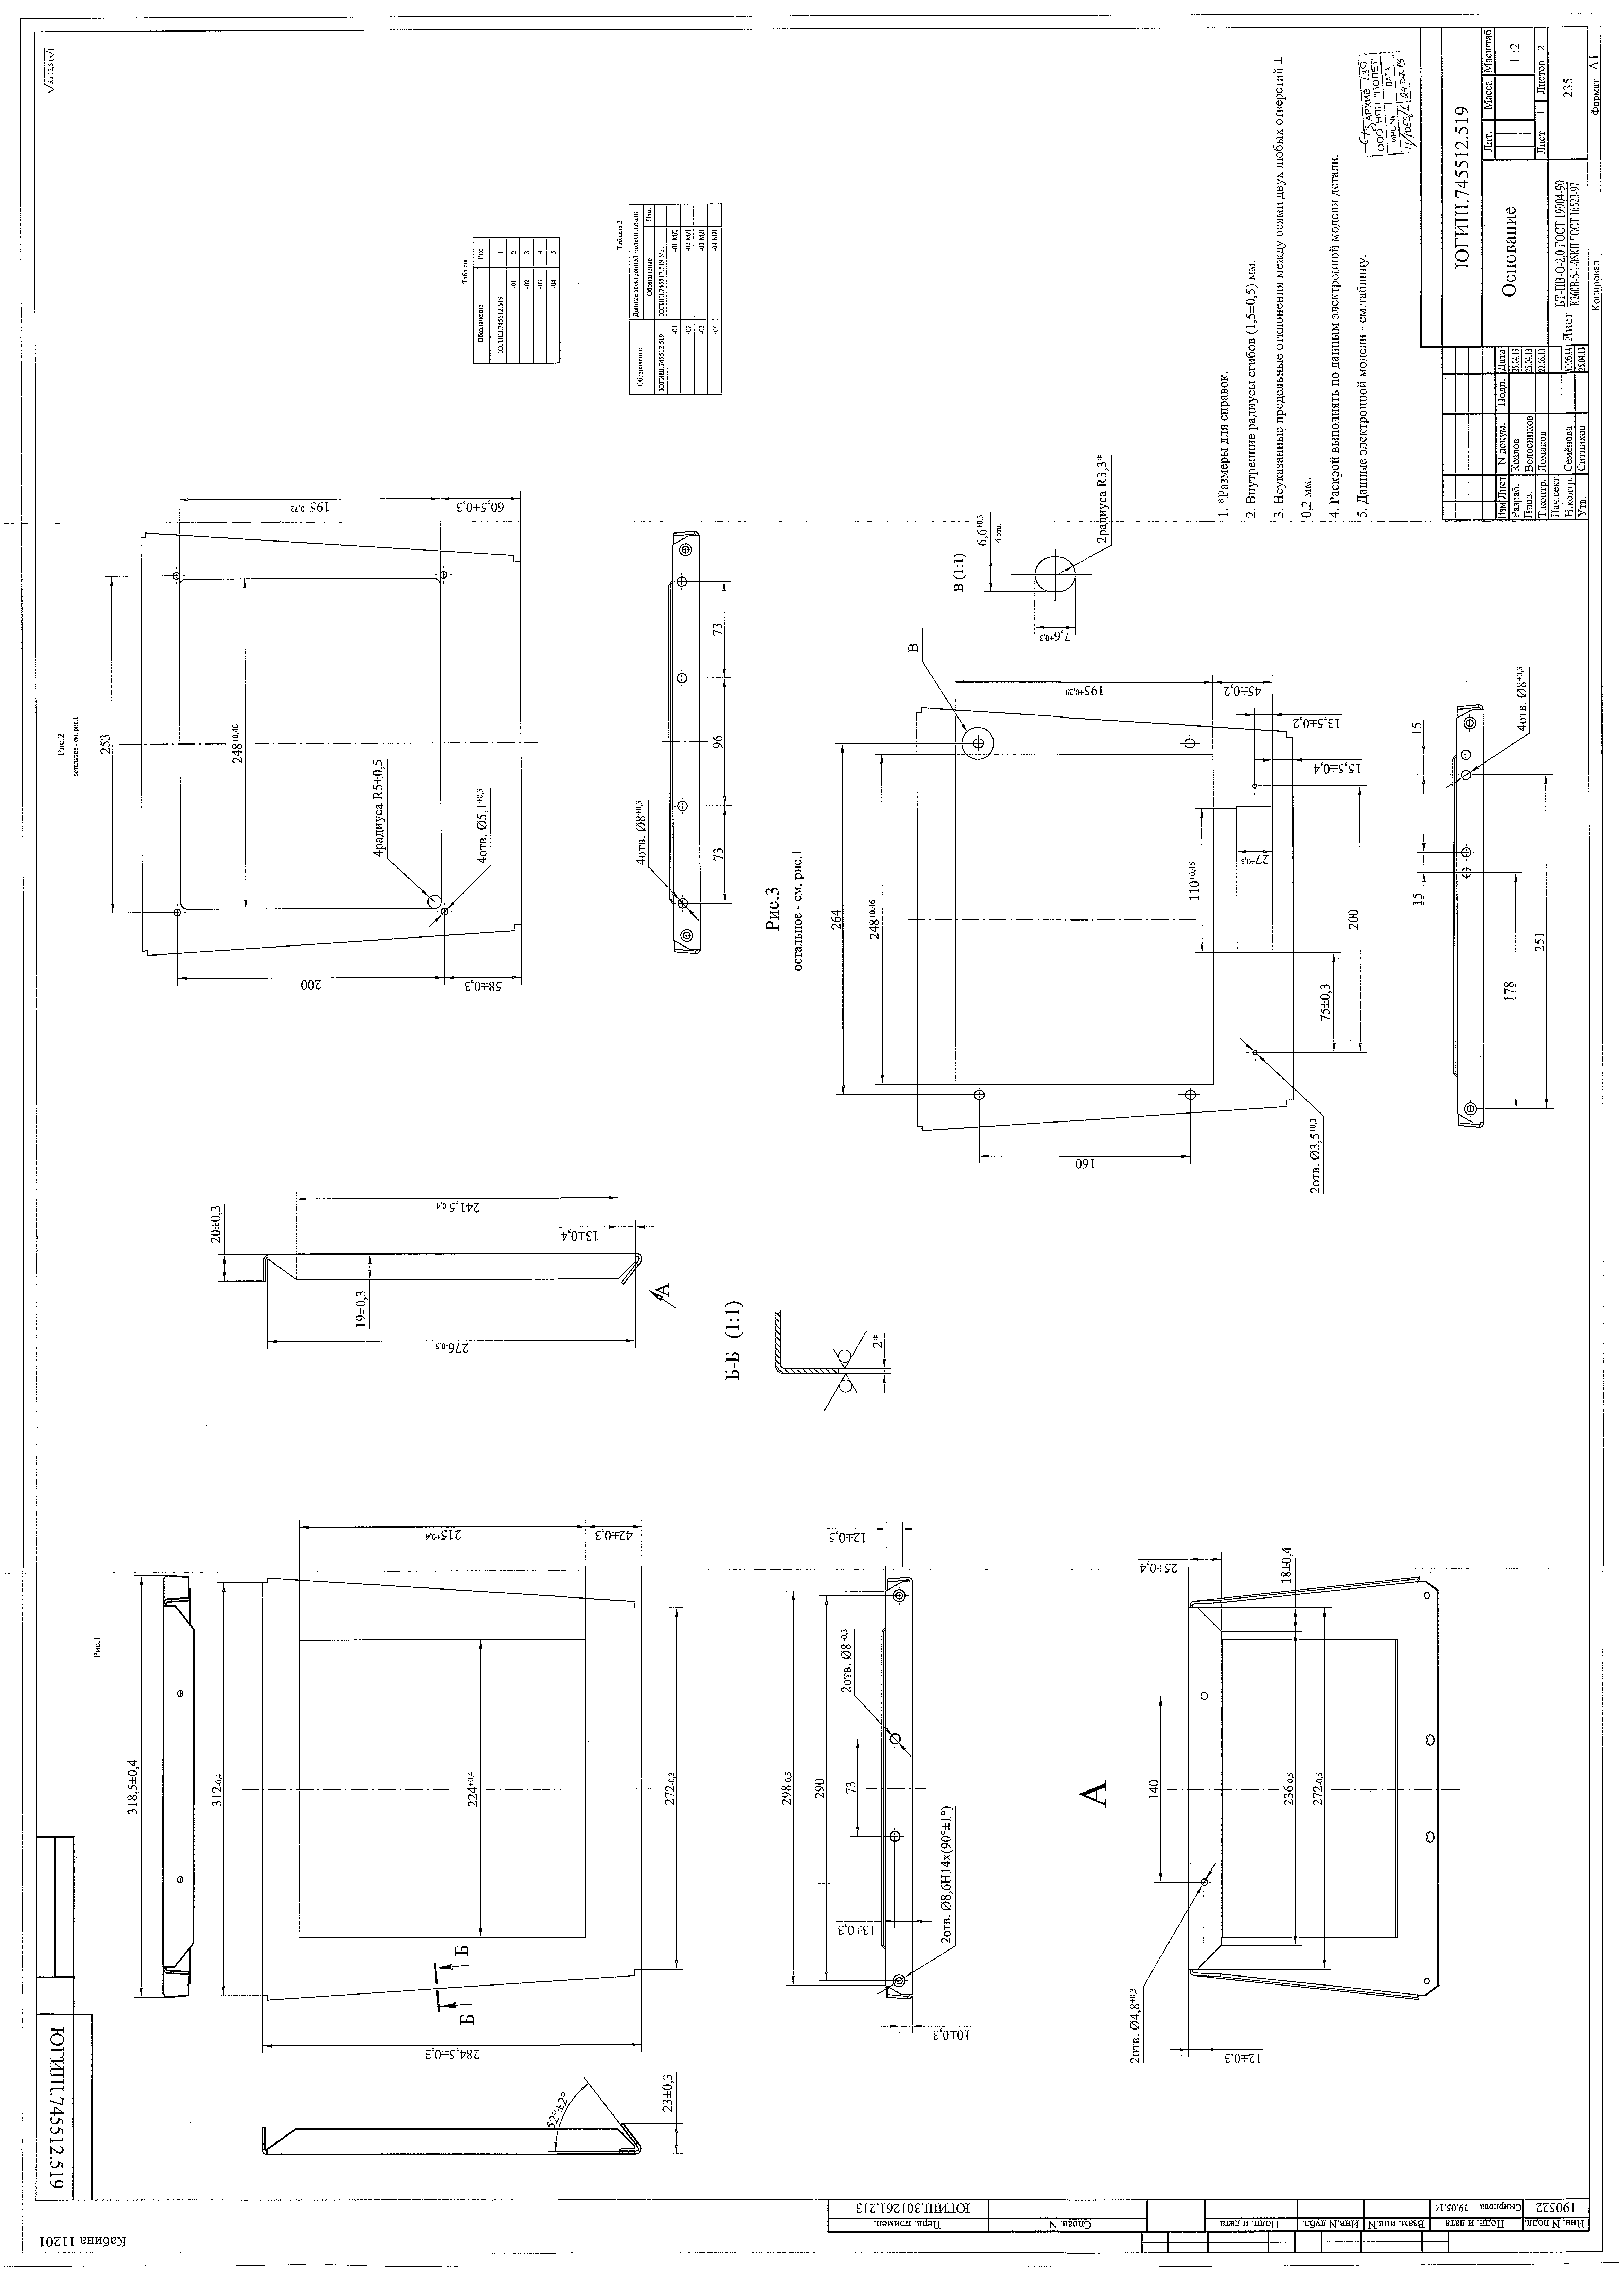 ЮГИШ.745512.519
Кабина 11201
√Ra 12,5 (√)
Рис.1
318,5±0,4
312-0,4
224+0,4
272-0,3
215+0,4
42±0,3
284,5±0,3
Б
Б
52°±2°
23±0,3
20±0,3
19±0,3
241,5-0,4
13±0,4
276-0,5
А
Б-Б (1:1)
2*
298-0,5
290
73
2отв. Ø8+0,3
12±0,5
13±0,3
10±0,3
2отв. Ø8,6H14x(90°±1°)
А
140
236-0,5
272-0,5
25±0,4
18±0,4
2отв. Ø4,8+0,3
12±0,3
Рис.2
остальное - см. рис.1
253
248+0,46
195+0,72
60,5±0,3
4радиуса R5±0,5
4отв. Ø5,1+0,3
200
58±0,3
4отв. Ø8+0,3
73
96
73
Рис.3
остальное - см. рис.1
264
248+0,46
195+0,29
45±0,2
13,5±0,2
15,5±0,4
110+0,46
27+0,3
200
75±0,3
160
2отв. Ø3,5+0,3
В
В (1:1)
6,6+0,3
4 отв.
7,6+0,3
2радиуса R3,3*
15
15
4отв. Ø8+0,3
178
251
Таблица 1
Обозначение Рис
ЮГИШ.745512.519 1
-01 2
-02 3
-03 4
-04 5
Таблица 2
Обозначение Данные электронной модели детали
Обозначение Изм.
ЮГИШ.745512.519 ЮГИШ.745512.519 МД
-01 -01 МД
-02 -02 МД
-03 -03 МД
-04 -04 МД
1. *Размеры для справок.
2. Внутренние радиусы сгибов (1,5±0,5) мм.
3. Неуказанные предельные отклонения между осями двух любых отверстий ±
0,2 мм.
4. Раскрой выполнять по данным электронной модели детали.
5. Данные электронной модели - см.таблицу.
АРХИВ 139
ООО НПП "ПОЛЕТ"
ИНВ № ДАТА
24.07.19
ЮГИШ.745512.519
Изм Лист N докум. Подп. Дата
Разраб. Козлов 25.04.13
Пров. Волосников 25.04.13
Т.контр. Ломаков 22.05.13
Нач.сект.
Н.контр. Семёнова 19.05.14
Утв. Ситников 25.04.13
Основание
Лит. Масса Масштаб
1 :2
Лист 1 Листов 2
Лист БТ-ПВ-О-2,0 ГОСТ 19904-90
К260В-5-1-08КП ГОСТ 16523-97
235
Копировал Формат А1
Перв. примен. ЮГИШ.301261.213
Справ. N
Подп. и дата
Инв.N дубл.
Взам. инв.N
Подп. и дата Смирнова 19.05.14
Инв. N подл. 190522